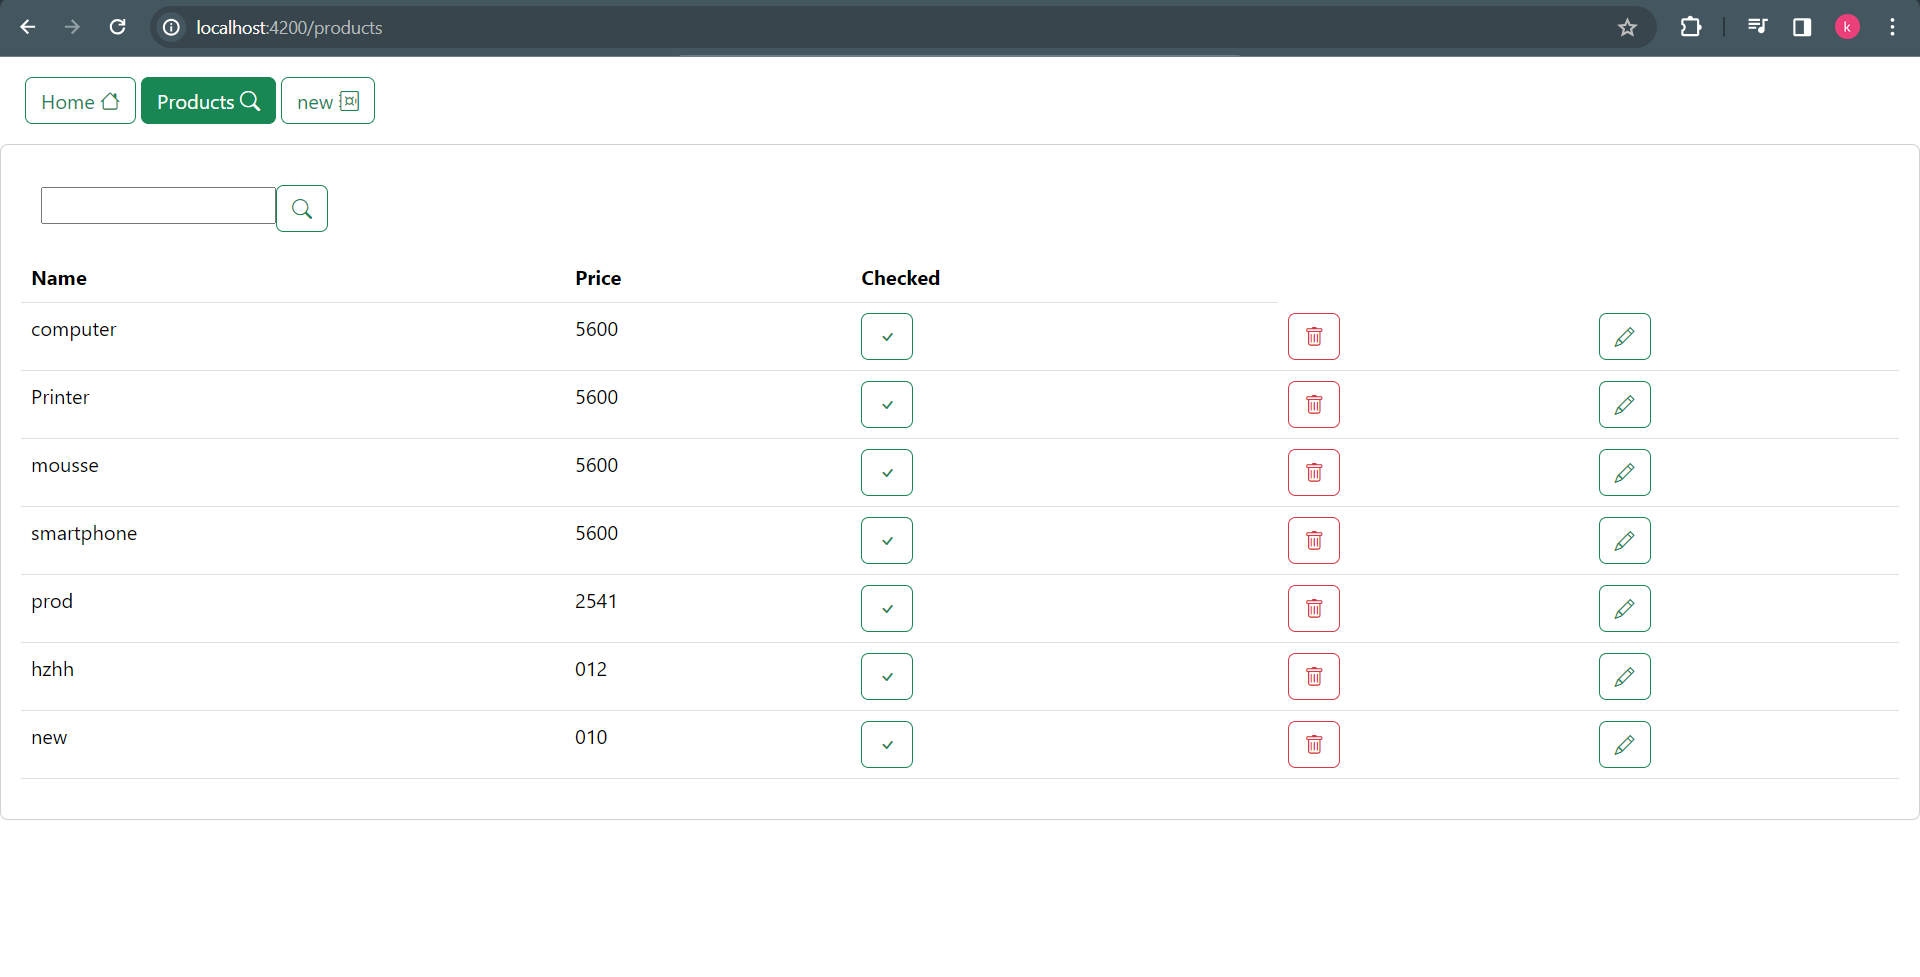 localhost:4200/products
k
Home Products new
Name Price Checked
computer 5600
Printer 5600
mousse 5600
smartphone 5600
prod 2541
hzhh 012
new 010